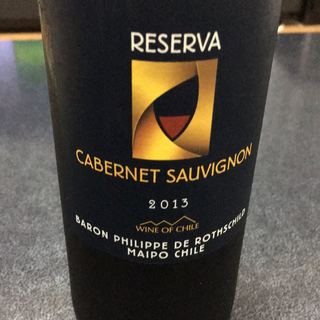 RESERVA
CABERNET SAUVIGNON
2013
WINE OF CHILE
BARON PHILIPPE DE ROTHSCHILD
MAIPO CHILE